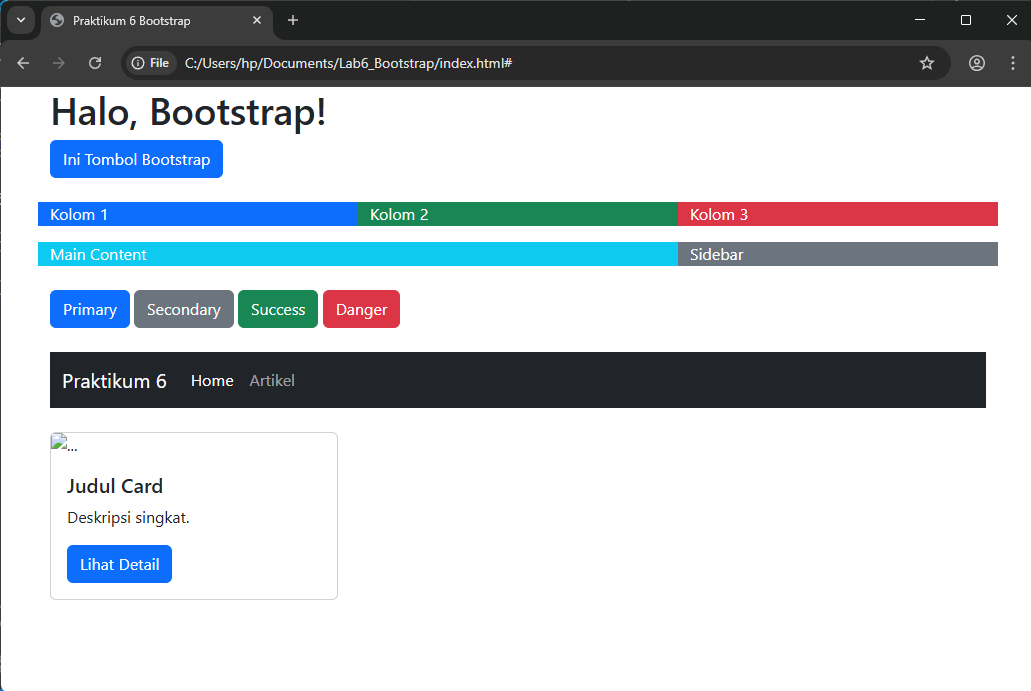 Praktikum 6 Bootstrap
File C:/Users/hp/Documents/Lab6_Bootstrap/index.html#
Halo, Bootstrap!
Ini Tombol Bootstrap
Kolom 1 Kolom 2 Kolom 3
Main Content Sidebar
Primary Secondary Success Danger
Praktikum 6 Home Artikel
...
Judul Card
Deskripsi singkat.
Lihat Detail